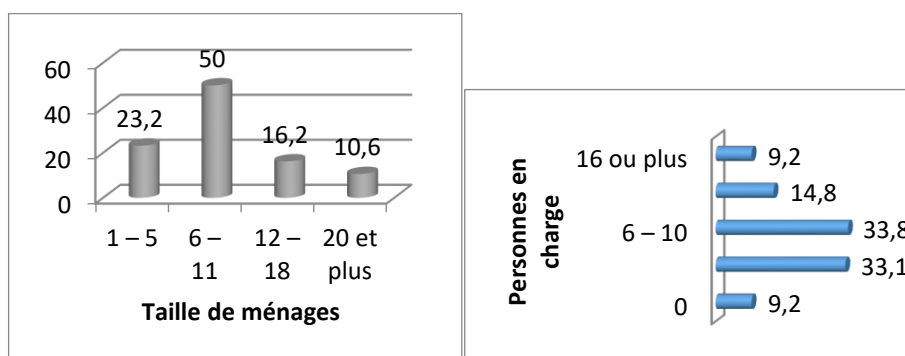 60
40
20
0
23,2
50
16,2
10,6
1 – 5
6 –
11
12 –
18
20 et
plus
Taille de ménages
Personnes en
charge
16 ou plus
9,2
14,8
6 – 10
33,8
33,1
0
9,2